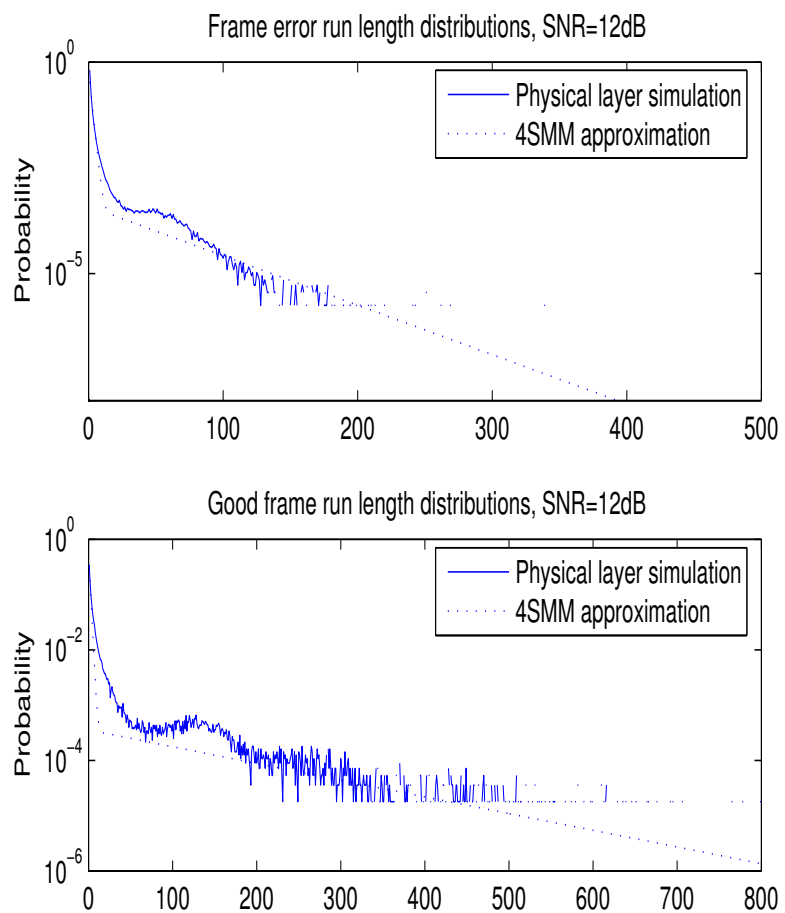 Frame error run length distributions, SNR=12dB
10^0
Physical layer simulation
4SMM approximation
Probability
10^-5
0 100 200 300 400 500
Good frame run length distributions, SNR=12dB
10^0
Physical layer simulation
4SMM approximation
10^-2
Probability
10^-4
10^-6
0 100 200 300 400 500 600 700 800